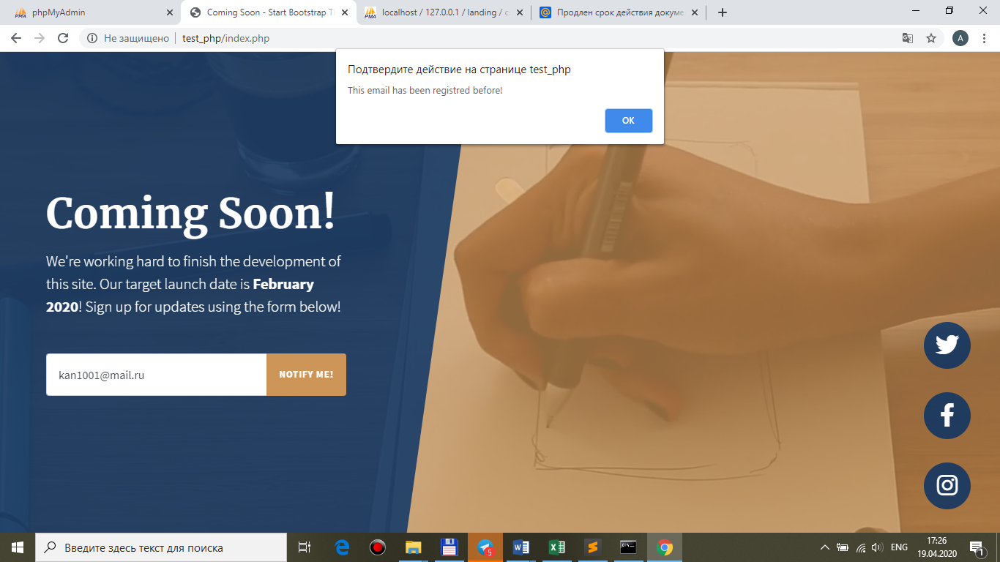 phpMyAdmin
Coming Soon - Start Bootstrap Th
localhost / 127.0.0.1 / landing / c
Продлен срок действия докуме
Не защищено
test_php/index.php
A
Подтвердите действие на странице test_php
This email has been registred before!
OK
Coming Soon!
We're working hard to finish the development of
this site. Our target launch date is February
2020! Sign up for updates using the form below!
kan1001@mail.ru
NOTIFY ME!
Введите здесь текст для поиска
5
ENG
17:26
19.04.2020
1